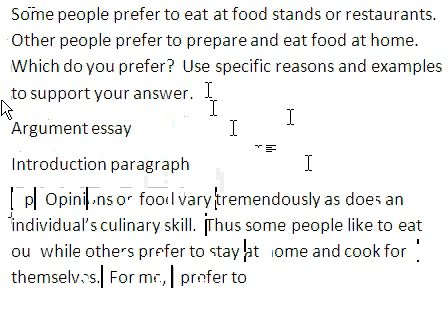 Some people prefer to eat at food stands or restaurants.
Other people prefer to prepare and eat food at home.
Which do you prefer? Use specific reasons and examples
to support your answer.
Argument essay
Introduction paragraph
Opinions on food vary tremendously as does an
individual's culinary skill. Thus some people like to eat
out while others prefer to stay at home and cook for
themselves. For me, I prefer to